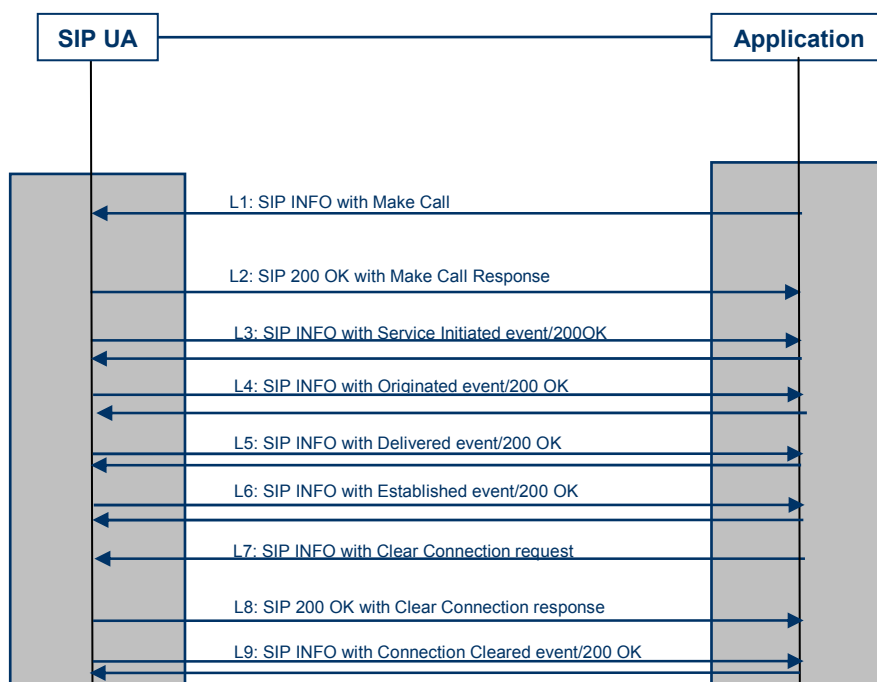 SIP UA
Application
L1: SIP INFO with Make Call
L2: SIP 200 OK with Make Call Response
L3: SIP INFO with Service Initiated event/200OK
L4: SIP INFO with Originated event/200 OK
L5: SIP INFO with Delivered event/200 OK
L6: SIP INFO with Established event/200 OK
L7: SIP INFO with Clear Connection request
L8: SIP 200 OK with Clear Connection response
L9: SIP INFO with Connection Cleared event/200 OK